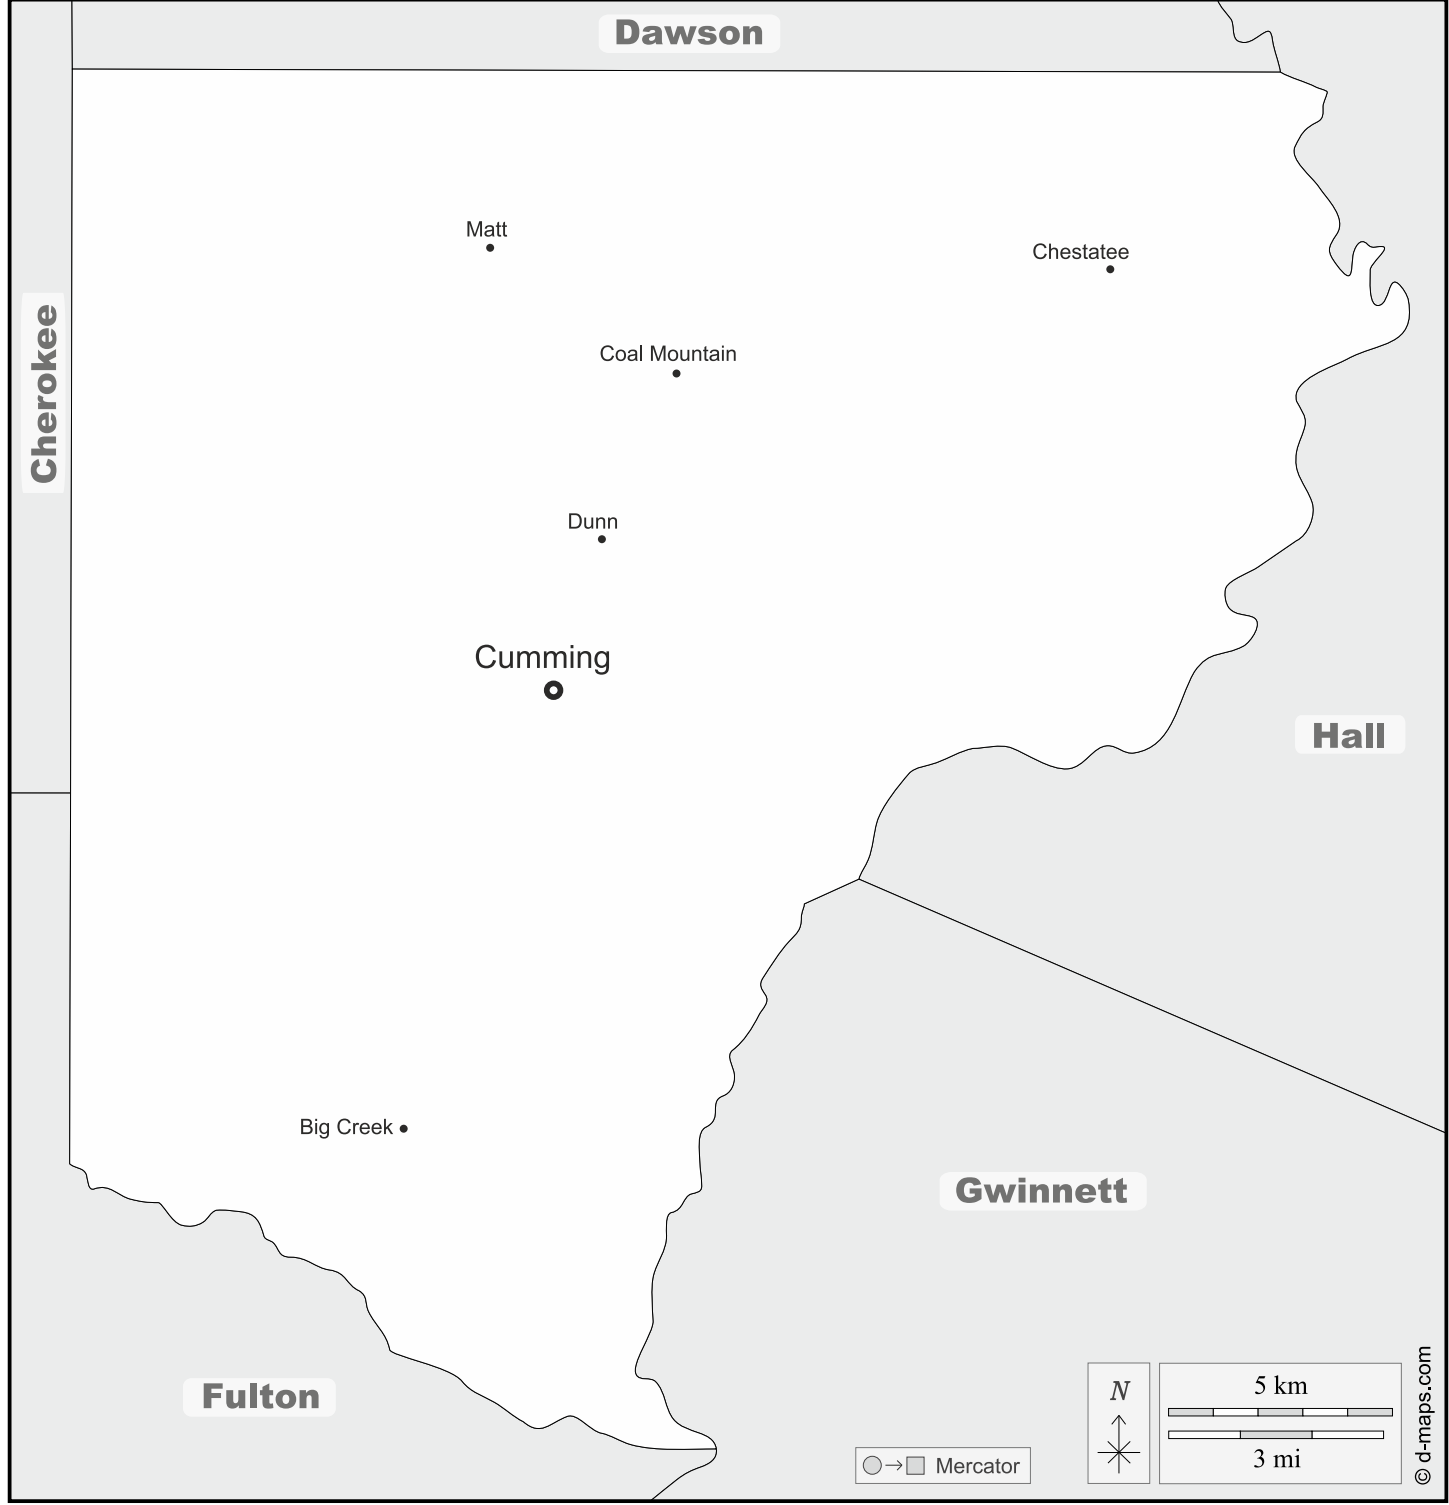 Dawson
Matt
Chestatee
Cherokee
Coal Mountain
Dunn
Cumming
Hall
Big Creek
Gwinnett
Fulton
N
5 km
3 mi
Mercator
© d-maps.com